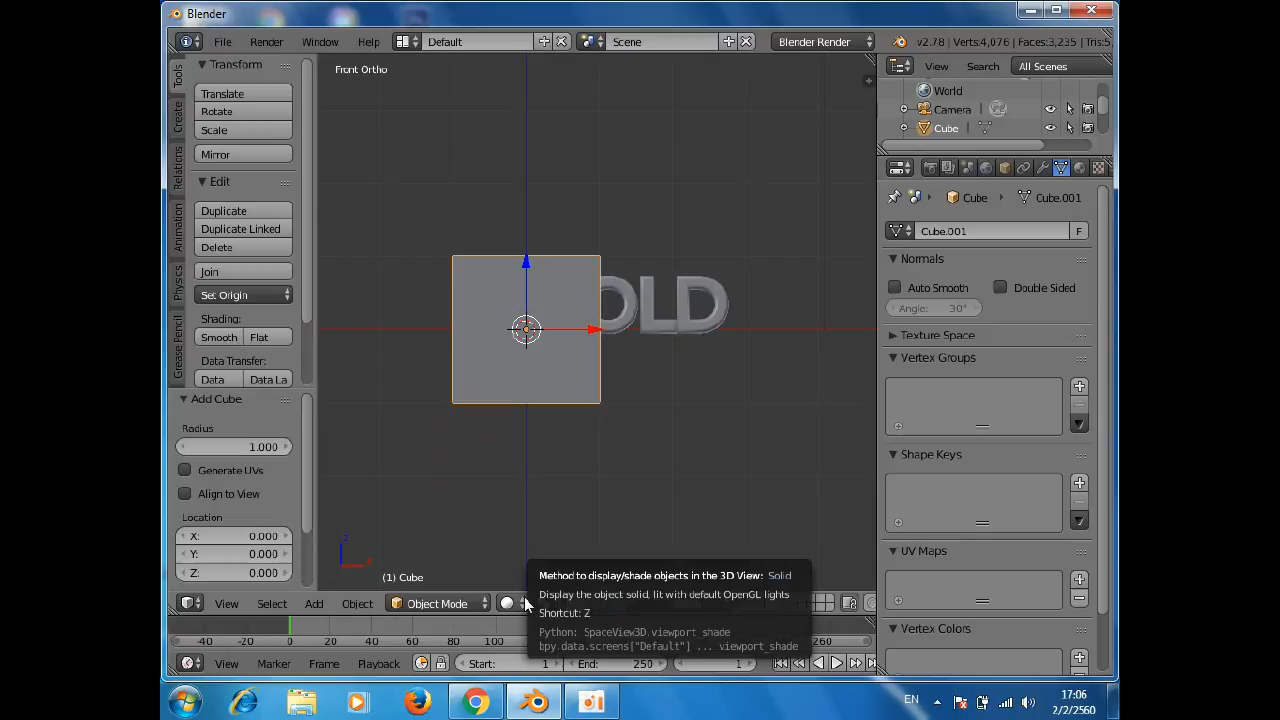 Blender
File Render Window Help Default Scene Blender Render v2.78 | Verts:4,076 | Faces:3,235 | Tris:5
Tools
Create
Relations
Animation
Physics
Grease Pencil
Transform
Translate
Rotate
Scale
Mirror
Edit
Duplicate
Duplicate Linked
Delete
Join
Set Origin
Shading:
Smooth Flat
Data Transfer:
Data Data La
Add Cube
Radius
1.000
Generate UVs
Align to View
Location
X: 0.000
Y: 0.000
Z: 0.000
Front Ortho
OLD
z
x
(1) Cube
Method to display/shade objects in the 3D View: Solid
Display the object solid, lit with default OpenGL lights
Shortcut: Z
Python: SpaceView3D.viewport_shade
bpy.data.screens["Default"] ... viewport_shade
View Select Add Object Object Mode
-40 -20 0 20 40 60 80 100 260
View Marker Frame Playback Start: 1 End: 250 1
View Search All Scenes
World
Camera
Cube
Cube Cube.001
Cube.001 F
Normals
Auto Smooth Double Sided
Angle: 30°
Texture Space
Vertex Groups
Shape Keys
UV Maps
Vertex Colors
EN 17:06
2/2/2560